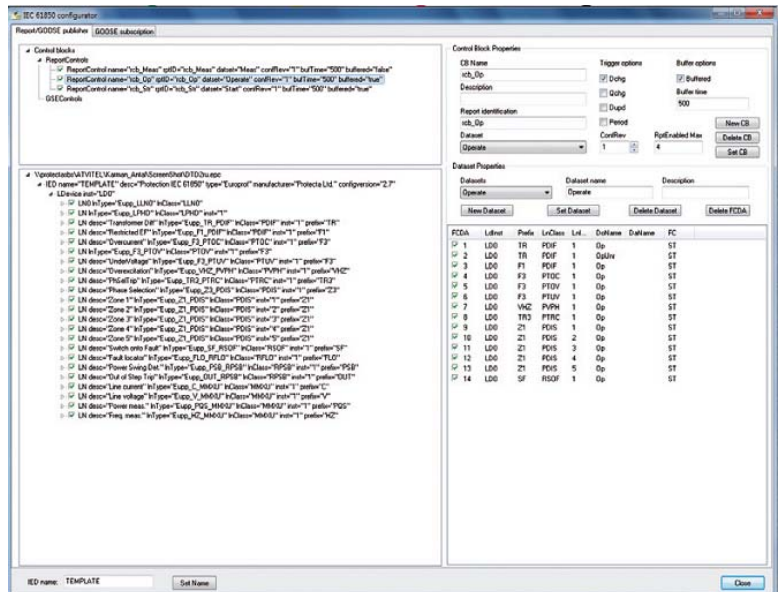 IEC 61850 configurator
Report/GOOSE publisher GOOSE subscription
Control blocks
ReportControls
ReportControl name="rcb_Meas" rptID="rcb_Meas" datset="Meas" confRev="1" bufTime="500" buffered="false"
ReportControl name="rcb_Op" rptID="rcb_Op" datset="Operate" confRev="1" bufTime="500" buffered="true"
ReportControl name="rcb_Str" rptID="rcb_Str" datset="Start" confRev="1" bufTime="500" buffered="true"
GSEControls
Control Block Properties
CB Name
rcb_Op
Description
Report identification
rcb_Op
Dataset
Operate
Trigger options
Dchg
Qchg
Dupd
Period
ConfRev
1
Buffer options
Buffered
Buffer time
500
RptEnabled Max
4
New CB
Delete CB
Set CB
IED name="TEMPLATE" desc="Protection IEC 61850" type="Europrot" manufacturer="Protecta Ltd." configversion="2.7"
LDevice inst="LD0"
LN0 lnType="Eupp_LLN0" lnClass="LLN0"
LN lnType="Eupp_LPHD" lnClass="LPHD" inst="1"
LN desc="Transformer Diff" lnType="Eupp_TR_PDIF" lnClass="PDIF" inst="1" prefix="TR"
LN desc="Restricted EF" lnType="Eupp_F1_PDIF" lnClass="PDIF" inst="1" prefix="F1"
LN desc="Overcurrent" lnType="Eupp_F3_PTOC" lnClass="PTOC" inst="1" prefix="F3"
LN lnType="Eupp_F3_PTOV" lnClass="PTOV" inst="1" prefix="F3"
LN desc="UnderVoltage" lnType="Eupp_F3_PTUV" lnClass="PTUV" inst="1" prefix="F3"
LN desc="Overexcitation" lnType="Eupp_VHZ_PVPH" lnClass="PVPH" inst="1" prefix="VHZ"
LN desc="PhSelTrip" lnType="Eupp_TR3_PTRC" lnClass="PTRC" inst="1" prefix="TR3"
LN desc="Phase Selection" lnType="Eupp_Z3_PDIS" lnClass="PDIS" inst="1" prefix="Z3"
LN desc="Zone 1" lnType="Eupp_Z1_PDIS" lnClass="PDIS" inst="1" prefix="Z1"
LN desc="Zone 2" lnType="Eupp_Z1_PDIS" lnClass="PDIS" inst="2" prefix="Z1"
LN desc="Zone 3" lnType="Eupp_Z1_PDIS" lnClass="PDIS" inst="3" prefix="Z1"
LN desc="Zone 4" lnType="Eupp_Z1_PDIS" lnClass="PDIS" inst="4" prefix="Z1"
LN desc="Zone 5" lnType="Eupp_Z1_PDIS" lnClass="PDIS" inst="5" prefix="Z1"
LN desc="Switch onto Fault" lnType="Eupp_SF_RSOF" lnClass="RSOF" inst="1" prefix="SF"
LN desc="Fault locator" lnType="Eupp_FLO_RFLO" lnClass="RFLO" inst="1" prefix="FLO"
LN desc="Power Swing Det." lnType="Eupp_PSB_RPSB" lnClass="RPSB" inst="1" prefix="PSB"
LN desc="Out of Step Trip" lnType="Eupp_OUT_RPSB" lnClass="RPSB" inst="1" prefix="OUT"
LN desc="Line current" lnType="Eupp_C_MMXU" lnClass="MMXU" inst="1" prefix="C"
LN desc="Line voltage" lnType="Eupp_V_MMXU" lnClass="MMXU" inst="1" prefix="V"
LN desc="Power meas." lnType="Eupp_PQS_MMXU" lnClass="MMXU" inst="1" prefix="PQS"
LN desc="Freq. meas." lnType="Eupp_HZ_MMXU" lnClass="MMXU" inst="1" prefix="HZ"
Dataset Properties
Datasets Dataset name Description
Operate Operate
New Dataset Set Dataset Delete Dataset Delete FCDA
FCDA LdInst Prefix LnClass LnI... DoName DaName FC
1 LD0 TR PDIF 1 Op ST
2 LD0 TR PDIF 1 OpUnr ST
3 LD0 F1 PDIF 1 Op ST
4 LD0 F3 PTOC 1 Op ST
5 LD0 F3 PTOV 1 Op ST
6 LD0 F3 PTUV 1 Op ST
7 LD0 VHZ PVPH 1 Op ST
8 LD0 TR3 PTRC 1 Op ST
9 LD0 Z1 PDIS 1 Op ST
10 LD0 Z1 PDIS 2 Op ST
11 LD0 Z1 PDIS 3 Op ST
12 LD0 Z1 PDIS 4 Op ST
13 LD0 Z1 PDIS 5 Op ST
14 LD0 SF RSOF 1 Op ST
IED name: TEMPLATE Set Name Close